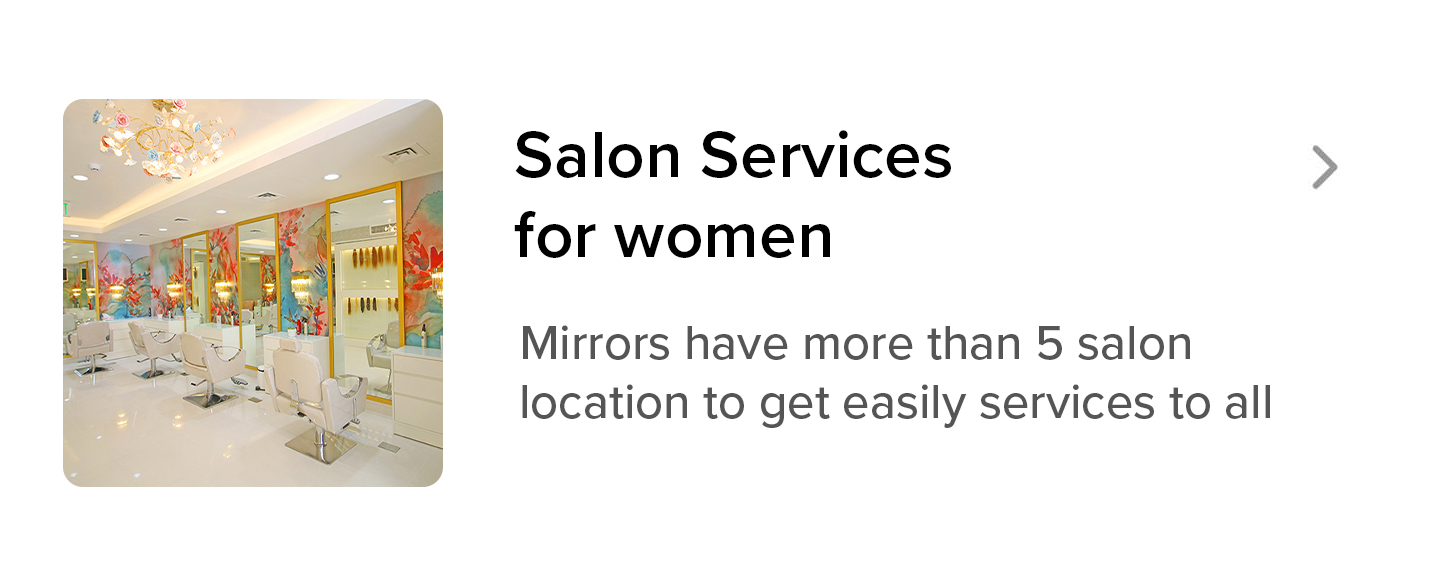 Salon Services
for women
Mirrors have more than 5 salon
location to get easily services to all